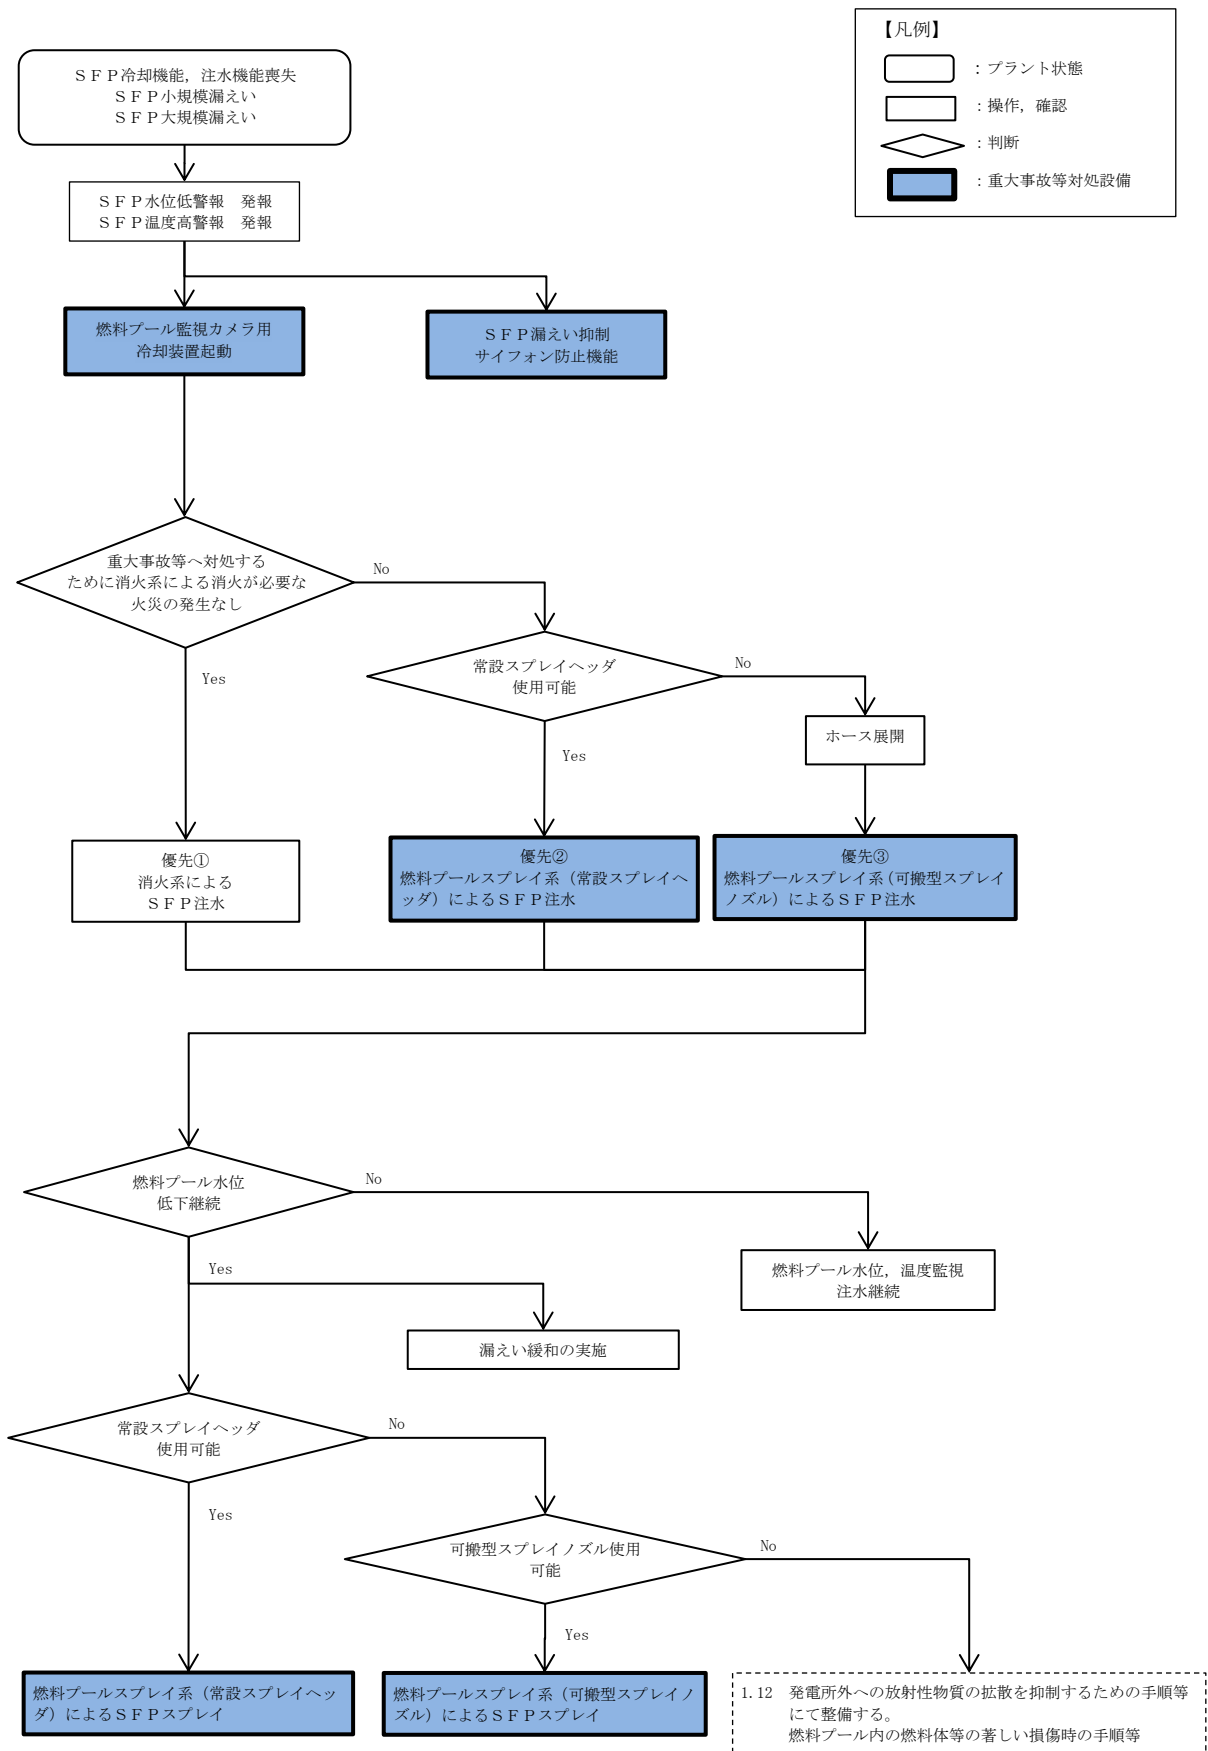 【凡例】
：プラント状態
：操作，確認
：判断
：重大事故等対処設備
ＳＦＰ冷却機能，注水機能喪失
ＳＦＰ小規模漏えい
ＳＦＰ大規模漏えい
ＳＦＰ水位低警報　発報
ＳＦＰ温度高警報　発報
燃料プール監視カメラ用
冷却装置起動
ＳＦＰ漏えい抑制
サイフォン防止機能
重大事故等へ対処する
ために消火系による消火が必要な
火災の発生なし
No
Yes
常設スプレイヘッダ
使用可能
No
Yes
ホース展開
優先①
消火系による
ＳＦＰ注水
優先②
燃料プールスプレイ系（常設スプレイヘ
ッダ）によるＳＦＰ注水
優先③
燃料プールスプレイ系（可搬型スプレイ
ノズル）によるＳＦＰ注水
燃料プール水位
低下継続
No
Yes
燃料プール水位，温度監視
注水継続
漏えい緩和の実施
常設スプレイヘッダ
使用可能
No
Yes
可搬型スプレイノズル使用
可能
No
Yes
燃料プールスプレイ系（常設スプレイヘッ
ダ）によるＳＦＰスプレイ
燃料プールスプレイ系（可搬型スプレイノ
ズル）によるＳＦＰスプレイ
1.12　発電所外への放射性物質の拡散を抑制するための手順等
にて整備する。
燃料プール内の燃料体等の著しい損傷時の手順等